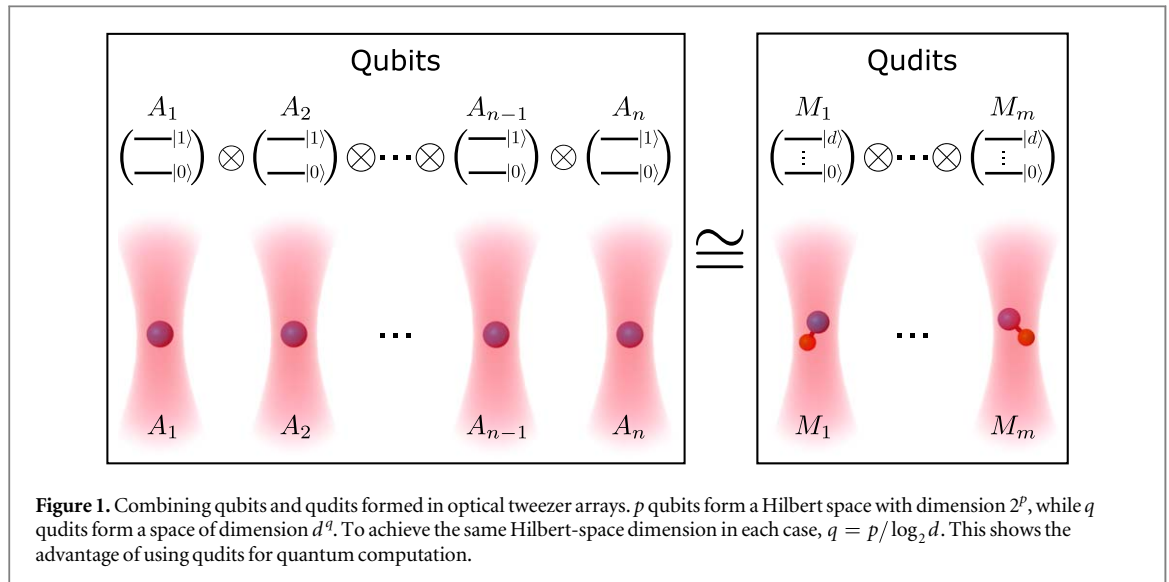 Qubits
A₁ A₂ Aₙ₋₁ Aₙ
|1⟩ |1⟩ |1⟩ |1⟩
⊗ ⊗ ··· ⊗ ⊗
|0⟩ |0⟩ |0⟩ |0⟩
···
A₁ A₂ Aₙ₋₁ Aₙ
≅
Qudits
M₁ Mₘ
|d⟩ |d⟩
⋮ ⊗ ··· ⊗ ⋮
|0⟩ |0⟩
···
M₁ Mₘ
Figure 1. Combining qubits and qudits formed in optical tweezer arrays. p qubits form a Hilbert space with dimension 2ᵖ, while q
qudits form a space of dimension d^q. To achieve the same Hilbert-space dimension in each case, q = p/log₂ d. This shows the
advantage of using qudits for quantum computation.